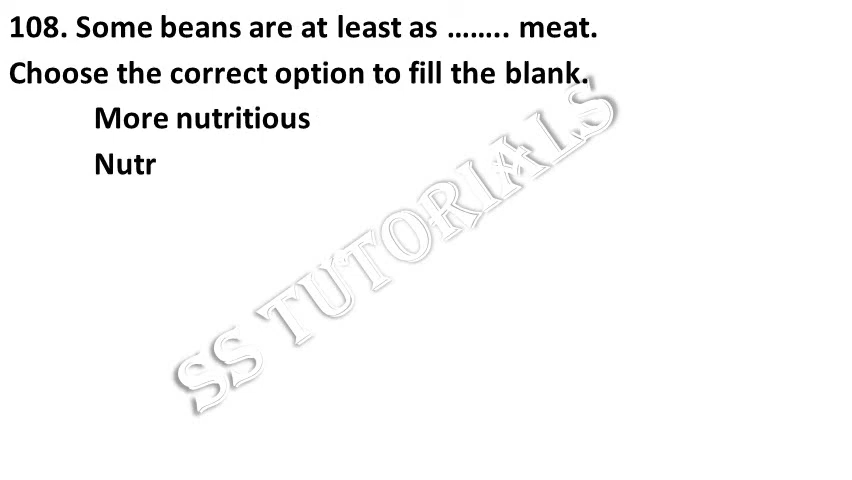 108. Some beans are at least as …….. meat.
Choose the correct option to fill the blank.
More nutritious
Nutr
SS TUTORIALS